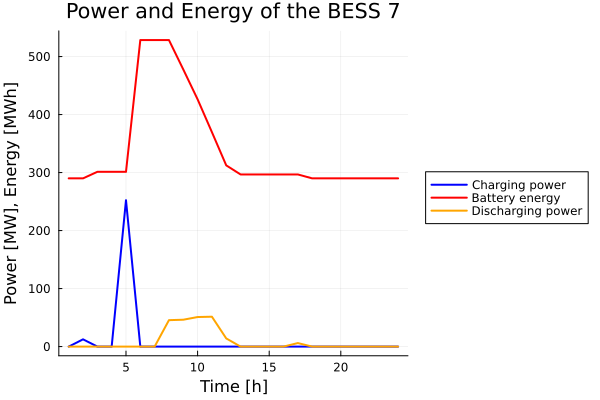 Power and Energy of the BESS 7
Power [MW], Energy [MWh]
500
400
300
200
100
0
5
10
15
20
Time [h]
Charging power
Battery energy
Discharging power